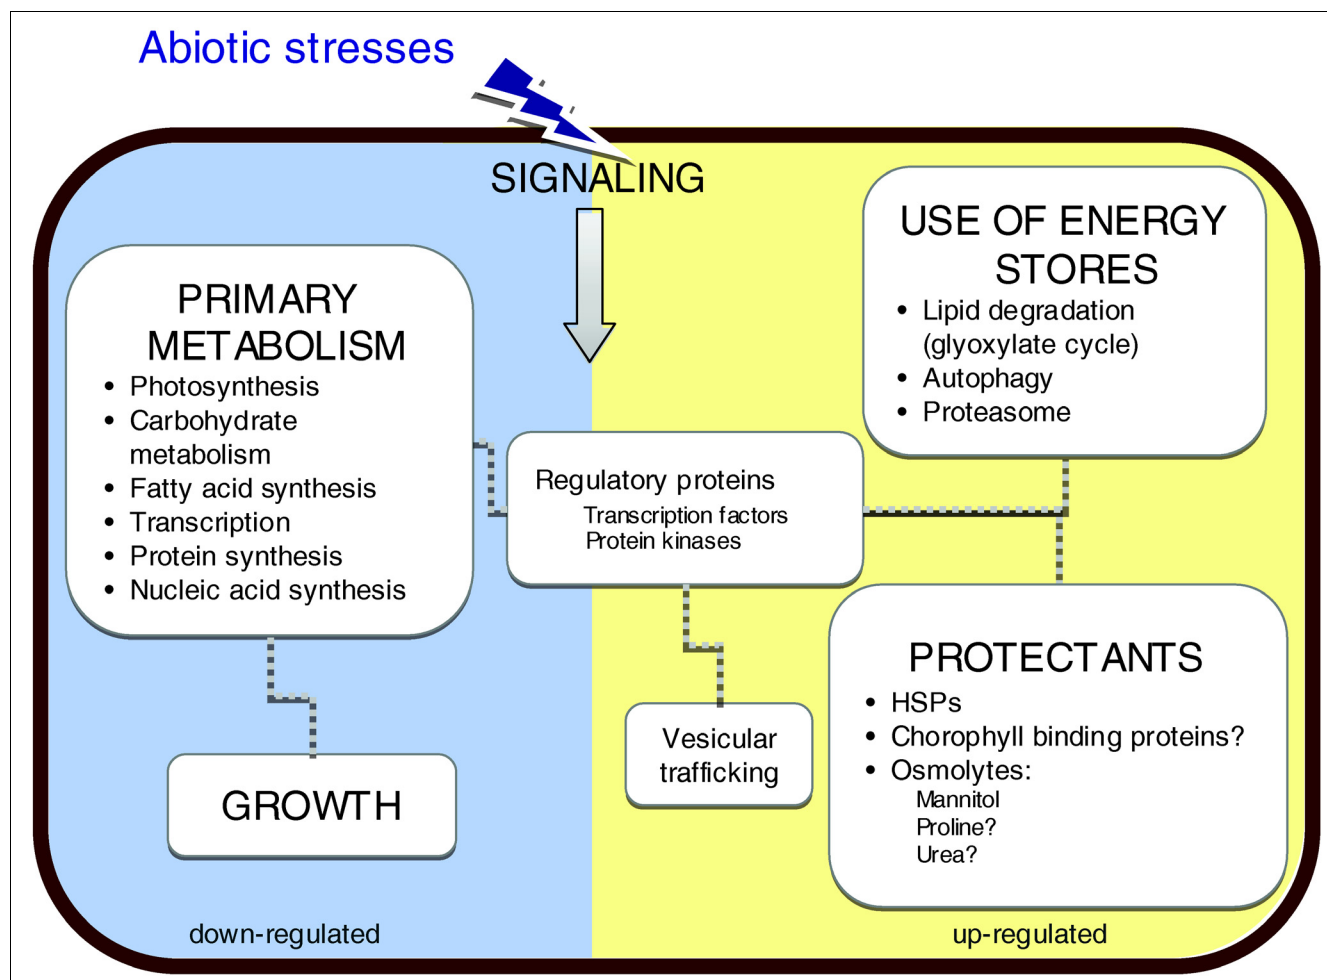 Abiotic stresses
SIGNALING
PRIMARY
METABOLISM
• Photosynthesis
• Carbohydrate
metabolism
• Fatty acid synthesis
• Transcription
• Protein synthesis
• Nucleic acid synthesis
GROWTH
down-regulated
Regulatory proteins
Transcription factors
Protein kinases
Vesicular
trafficking
USE OF ENERGY
STORES
• Lipid degradation
(glyoxylate cycle)
• Autophagy
• Proteasome
PROTECTANTS
• HSPs
• Chorophyll binding proteins?
• Osmolytes:
Mannitol
Proline?
Urea?
up-regulated